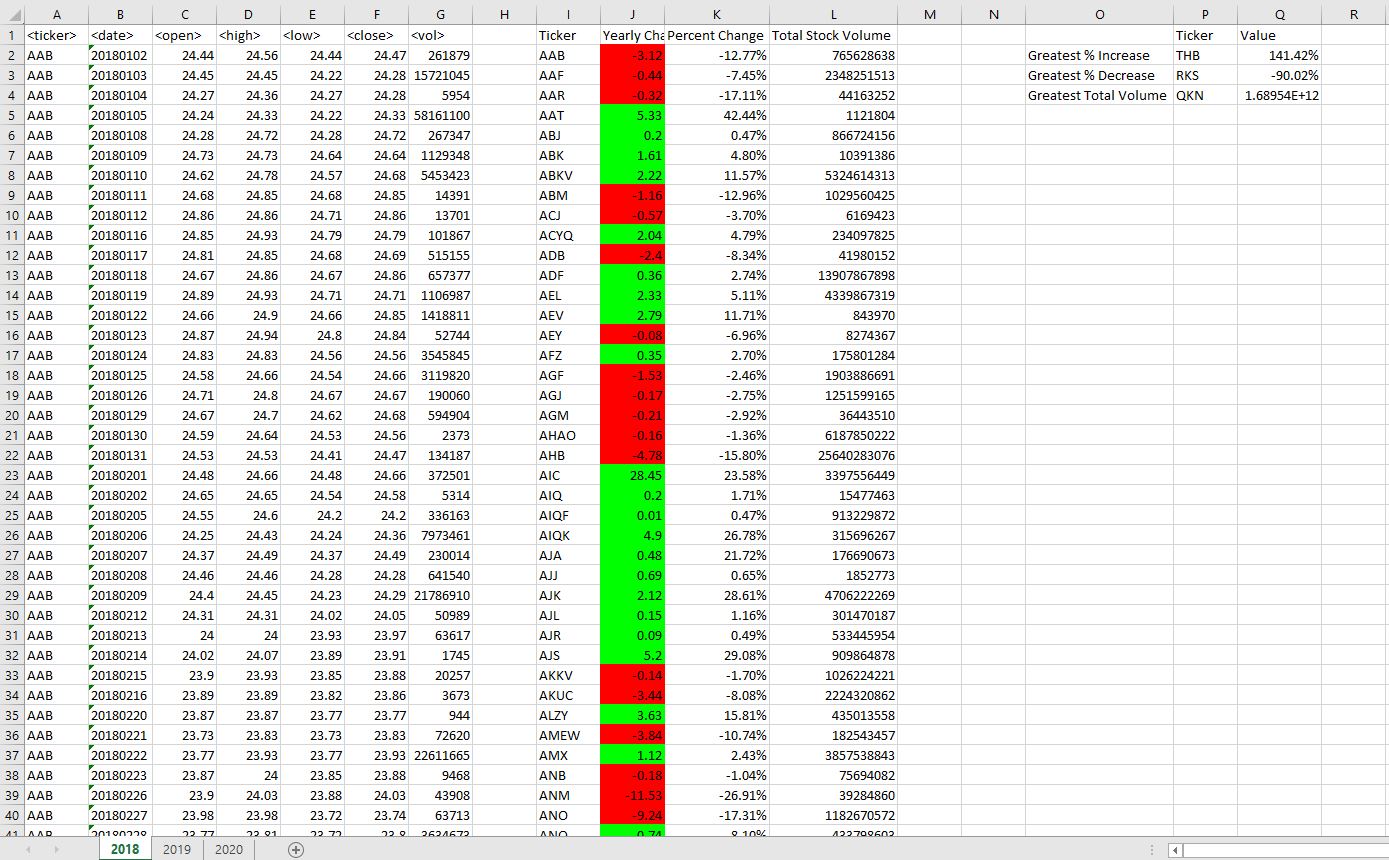 A B C D E F G H I J K L M N O P Q R
1 <ticker> <date> <open> <high> <low> <close> <vol> Ticker Yearly Cha Percent Change Total Stock Volume Ticker Value
2 AAB 20180102 24.44 24.56 24.44 24.47 261879 AAB -3.12 -12.77% 765628638 Greatest % Increase THB 141.42%
3 AAB 20180103 24.45 24.45 24.22 24.28 15721045 AAF -0.44 -7.45% 2348251513 Greatest % Decrease RKS -90.02%
4 AAB 20180104 24.27 24.36 24.27 24.28 5954 AAR -0.32 -17.11% 44163252 Greatest Total Volume QKN 1.68954E+12
5 AAB 20180105 24.24 24.33 24.22 24.33 58161100 AAT 5.33 42.44% 1121804
6 AAB 20180108 24.28 24.72 24.28 24.72 267347 ABJ 0.2 0.47% 866724156
7 AAB 20180109 24.73 24.73 24.64 24.64 1129348 ABK 1.61 4.80% 10391386
8 AAB 20180110 24.62 24.78 24.57 24.68 5453423 ABKV 2.22 11.57% 5324614313
9 AAB 20180111 24.68 24.85 24.68 24.85 14391 ABM -1.16 -12.96% 1029560425
10 AAB 20180112 24.86 24.86 24.71 24.86 13701 ACJ -0.57 -3.70% 6169423
11 AAB 20180116 24.85 24.93 24.79 24.79 101867 ACYQ 2.04 4.79% 234097825
12 AAB 20180117 24.81 24.85 24.68 24.69 515155 ADB -2.4 -8.34% 41980152
13 AAB 20180118 24.67 24.86 24.67 24.86 657377 ADF 0.36 2.74% 13907867898
14 AAB 20180119 24.89 24.93 24.71 24.71 1106987 AEL 2.33 5.11% 4339867319
15 AAB 20180122 24.66 24.9 24.66 24.85 1418811 AEV 2.79 11.71% 843970
16 AAB 20180123 24.87 24.94 24.8 24.84 52744 AEY -0.08 -6.96% 8274367
17 AAB 20180124 24.83 24.83 24.56 24.56 3545845 AFZ 0.35 2.70% 175801284
18 AAB 20180125 24.58 24.66 24.54 24.66 3119820 AGF -1.53 -2.46% 1903886691
19 AAB 20180126 24.71 24.8 24.67 24.67 190060 AGJ -0.17 -2.75% 1251599165
20 AAB 20180129 24.67 24.7 24.62 24.68 594904 AGM -0.21 -2.92% 36443510
21 AAB 20180130 24.59 24.64 24.53 24.56 2373 AHAO -0.16 -1.36% 6187850222
22 AAB 20180131 24.53 24.53 24.41 24.47 134187 AHB -4.78 -15.80% 25640283076
23 AAB 20180201 24.48 24.66 24.48 24.66 372501 AIC 28.45 23.58% 3397556449
24 AAB 20180202 24.65 24.65 24.54 24.58 5314 AIQ 0.2 1.71% 15477463
25 AAB 20180205 24.55 24.6 24.2 24.2 336163 AIQF 0.01 0.47% 913229872
26 AAB 20180206 24.25 24.43 24.24 24.36 7973461 AIQK 4.9 26.78% 315696267
27 AAB 20180207 24.37 24.49 24.37 24.49 230014 AJA 0.48 21.72% 176690673
28 AAB 20180208 24.46 24.46 24.28 24.28 641540 AJJ 0.69 0.65% 1852773
29 AAB 20180209 24.4 24.45 24.23 24.29 21786910 AJK 2.12 28.61% 4706222269
30 AAB 20180212 24.31 24.31 24.02 24.05 50989 AJL 0.15 1.16% 301470187
31 AAB 20180213 24 24 23.93 23.97 63617 AJR 0.09 0.49% 533445954
32 AAB 20180214 24.02 24.07 23.89 23.91 1745 AJS 5.2 29.08% 909864878
33 AAB 20180215 23.9 23.93 23.85 23.88 20257 AKKV -0.14 -1.70% 1026224221
34 AAB 20180216 23.89 23.89 23.82 23.86 3673 AKUC -3.44 -8.08% 2224320862
35 AAB 20180220 23.87 23.87 23.77 23.77 944 ALZY 3.63 15.81% 435013558
36 AAB 20180221 23.73 23.83 23.73 23.83 72620 AMEW -3.84 -10.74% 182543457
37 AAB 20180222 23.77 23.93 23.77 23.93 22611665 AMX 1.12 2.43% 3857538843
38 AAB 20180223 23.87 24 23.85 23.88 9468 ANB -0.18 -1.04% 75694082
39 AAB 20180226 23.9 24.03 23.88 24.03 43908 ANM -11.53 -26.91% 39284860
40 AAB 20180227 23.98 23.98 23.72 23.74 63713 ANO -9.24 -17.31% 1182670572
41 AAB 20180228 23.77 23.81 23.72 23.8 3634673 0.74 8.10% 433798603
2018 2019 2020